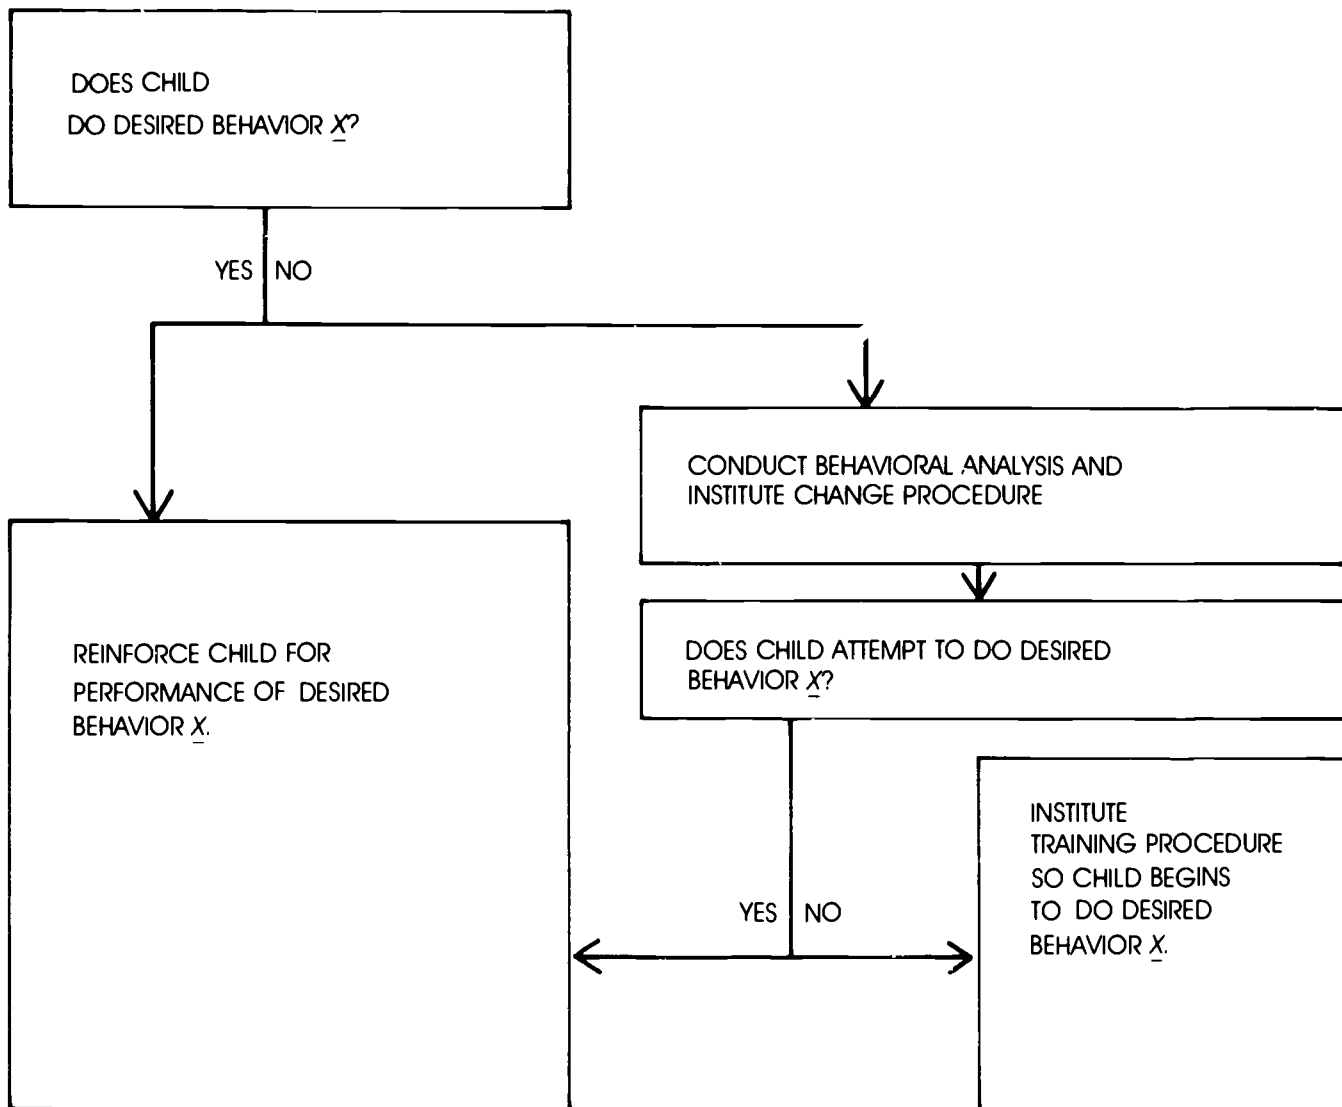 DOES CHILD
DO DESIRED BEHAVIOR X?
YES NO
CONDUCT BEHAVIORAL ANALYSIS AND
INSTITUTE CHANGE PROCEDURE
REINFORCE CHILD FOR
PERFORMANCE OF DESIRED
BEHAVIOR X.
DOES CHILD ATTEMPT TO DO DESIRED
BEHAVIOR X?
YES NO
INSTITUTE
TRAINING PROCEDURE
SO CHILD BEGINS
TO DO DESIRED
BEHAVIOR X.